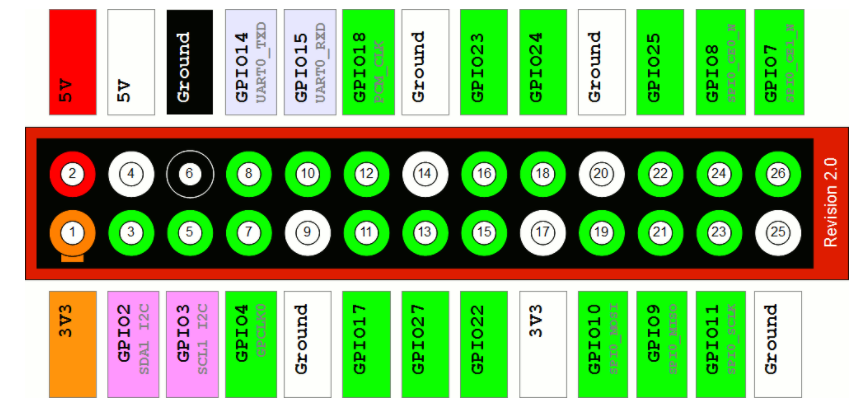 5V
5V
Ground
GPIO14
UART0_TXD
GPIO15
UART0_RXD
GPIO18
PCM_CLK
Ground
GPIO23
GPIO24
Ground
GPIO25
GPIO8
SPI0_CE0_N
GPIO7
SPI0_CE1_N
2 4 6 8 10 12 14 16 18 20 22 24 26
1 3 5 7 9 11 13 15 17 19 21 23 25
Revision 2.0
3V3
GPIO2
SDA1 I2C
GPIO3
SCL1 I2C
GPIO4
GPCLK0
Ground
GPIO17
GPIO27
GPIO22
3V3
GPIO10
SPI0_MOSI
GPIO9
SPI0_MISO
GPIO11
SPI0_SCLK
Ground